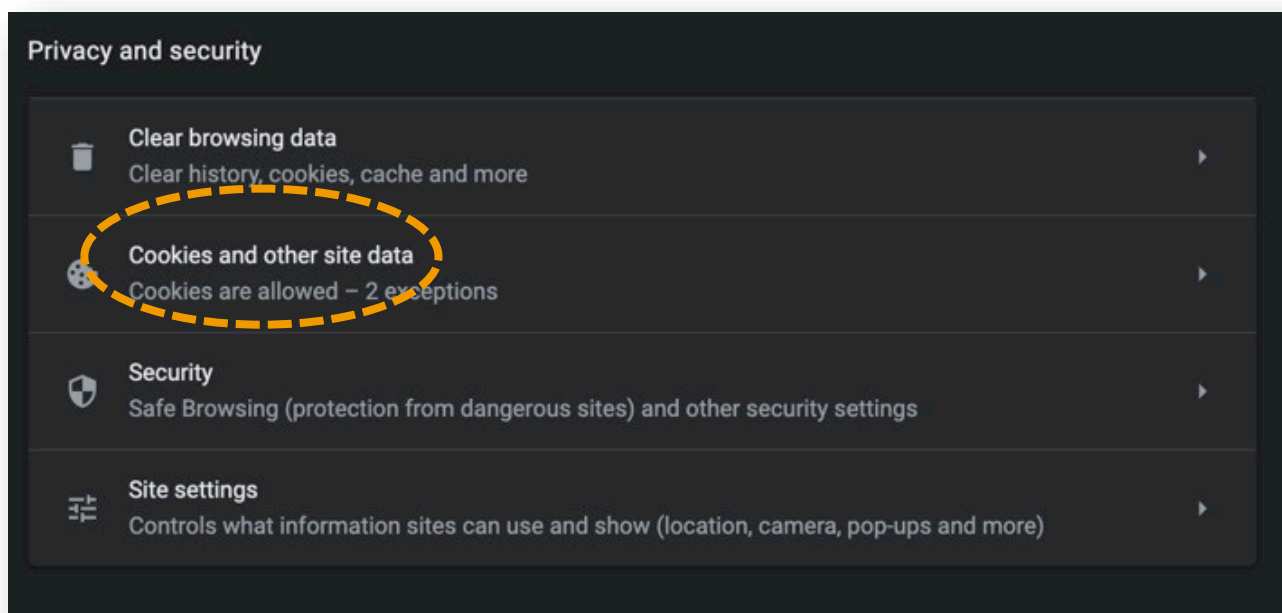 Privacy and security
Clear browsing data
Clear history, cookies, cache and more
Cookies and other site data
Cookies are allowed – 2 exceptions
Security
Safe Browsing (protection from dangerous sites) and other security settings
Site settings
Controls what information sites can use and show (location, camera, pop-ups and more)